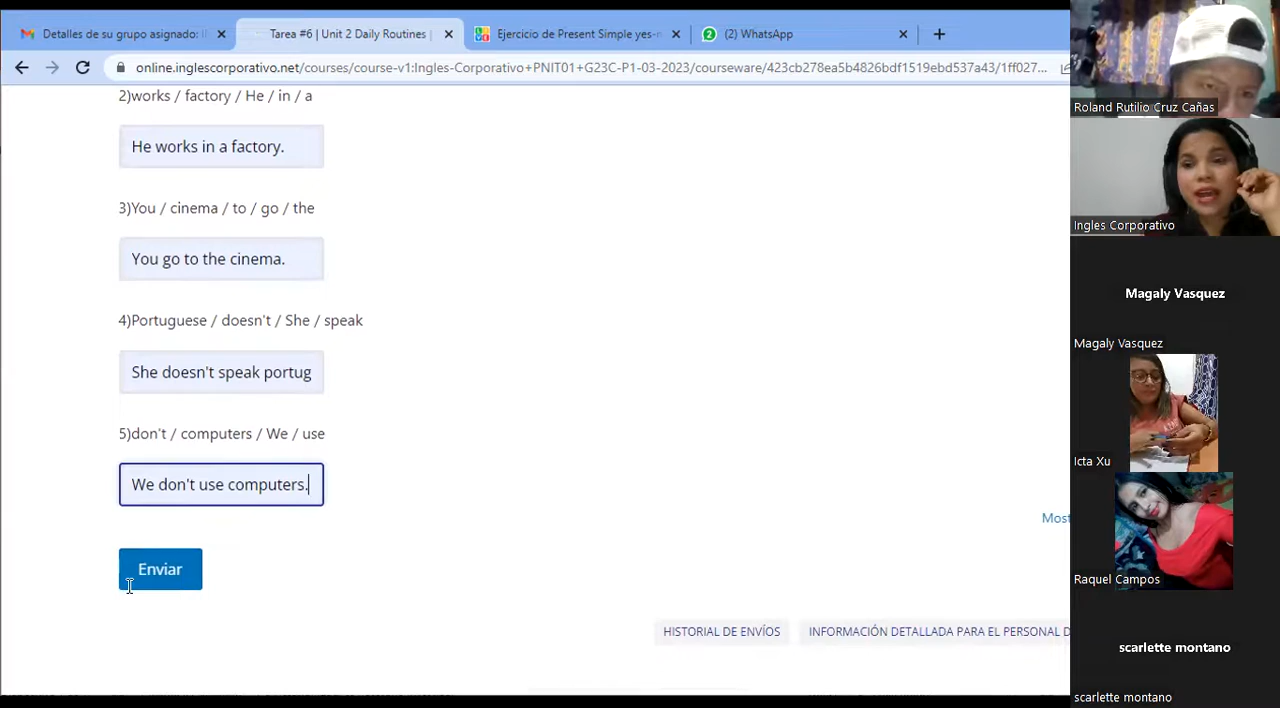 Detalles de su grupo asignado: I
Tarea #6 | Unit 2 Daily Routines |
Ejercicio de Present Simple yes-n
(2) WhatsApp
online.inglescorporativo.net/courses/course-v1:Ingles-Corporativo+PNIT01+G23C-P1-03-2023/courseware/423cb278ea5b4826bdf1519ebd537a43/1ff027...
2)works / factory / He / in / a
He works in a factory.
3)You / cinema / to / go / the
You go to the cinema.
4)Portuguese / doesn't / She / speak
She doesn't speak portug
5)don't / computers / We / use
We don't use computers.
Most
Enviar
HISTORIAL DE ENVÍOS
INFORMACIÓN DETALLADA PARA EL PERSONAL D
Roland Rutilio Cruz Cañas
Ingles Corporativo
Magaly Vasquez
Magaly Vasquez
Icta Xu
Raquel Campos
scarlette montano
scarlette montano